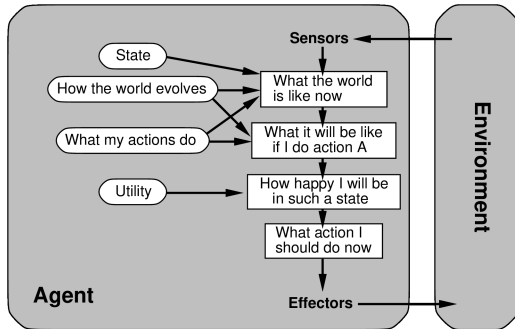 Sensors
State
How the world evolves
What the world
is like now
What my actions do
What it will be like
if I do action A
Utility
How happy I will be
in such a state
What action I
should do now
Agent
Effectors
Environment